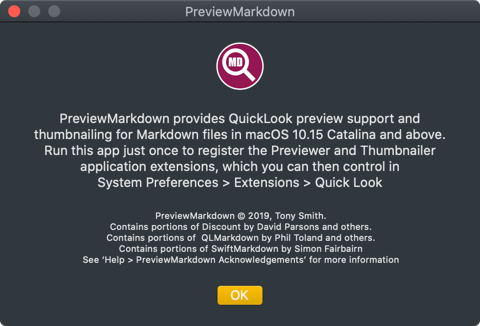 PreviewMarkdown
MD
PreviewMarkdown provides QuickLook preview support and
thumbnailing for Markdown files in macOS 10.15 Catalina and above.
Run this app just once to register the Previewer and Thumbnailer
application extensions, which you can then control in
System Preferences > Extensions > Quick Look
PreviewMarkdown © 2019, Tony Smith.
Contains portions of Discount by David Parsons and others.
Contains portions of  QLMarkdown by Phil Toland and others.
Contains portions of SwiftMarkdown by Simon Fairbairn
See ‘Help > PreviewMarkdown Acknowledgements’ for more information
OK